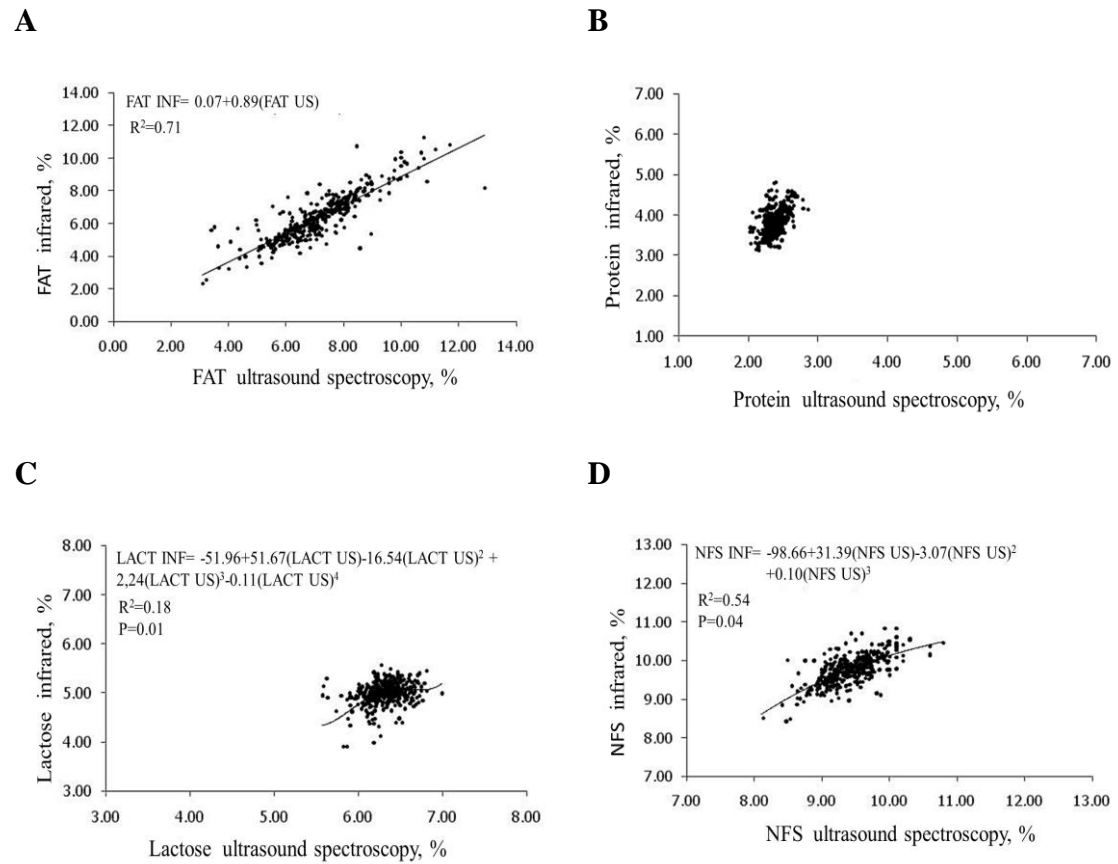 A
B
14.00
12.00
10.00
8.00
6.00
4.00
2.00
0.00
FAT infrared, %
FAT INF= 0.07+0.89(FAT US)
R²=0.71
0.00 2.00 4.00 6.00 8.00 10.00 12.00 14.00
FAT ultrasound spectroscopy, %
7.00
6.00
5.00
4.00
3.00
2.00
1.00
Protein infrared, %
1.00 2.00 3.00 4.00 5.00 6.00 7.00
Protein ultrasound spectroscopy, %
C
D
8.00
7.00
6.00
5.00
4.00
3.00
Lactose infrared, %
LACT INF= -51.96+51.67(LACT US)-16.54(LACT US)² +
2,24(LACT US)³-0.11(LACT US)⁴
R²=0.18
P=0.01
3.00 4.00 5.00 6.00 7.00 8.00
Lactose ultrasound spectroscopy, %
13.00
12.00
11.00
10.00
9.00
8.00
7.00
NFS infrared, %
NFS INF= -98.66+31.39(NFS US)-3.07(NFS US)²
+0.10(NFS US)³
R²=0.54
P=0.04
7.00 8.00 9.00 10.00 11.00 12.00 13.00
NFS ultrasound spectroscopy, %